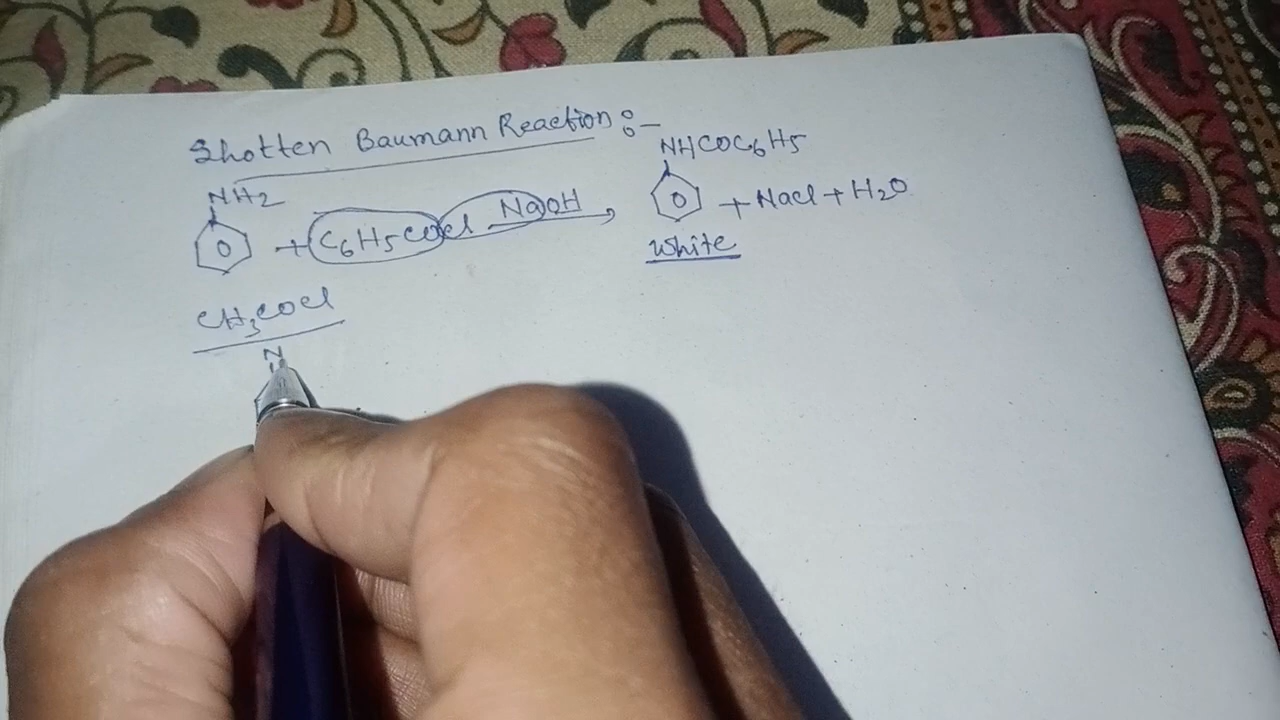 Shotten Baumann Reaction :-
NH2 NHCOC6H5
+ C6H5COCl NaOH → + NaCl + H2O
White
CH3COCl
N